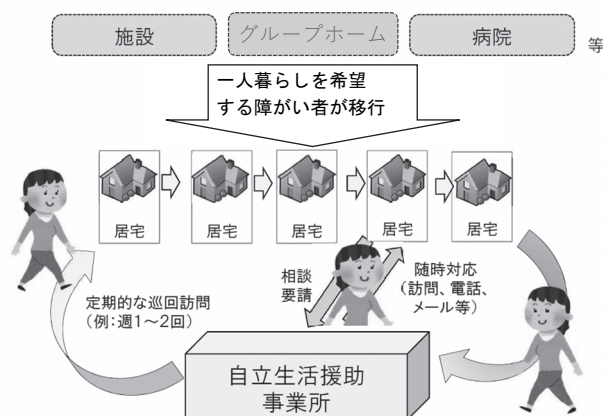 施設
グループホーム
病院
等
一人暮らしを希望
する障がい者が移行
居宅
居宅
居宅
居宅
居宅
定期的な巡回訪問
（例：週1～2回）
相談
要請
随時対応
（訪問、電話、
メール等）
自立生活援助
事業所